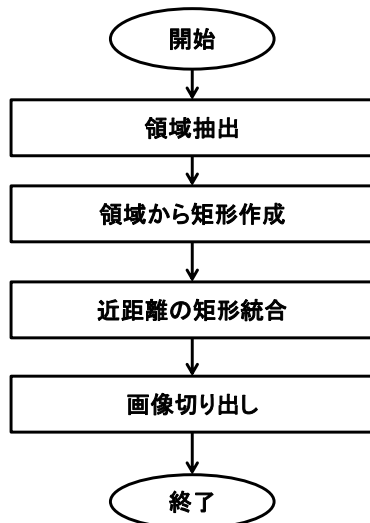 開始
領域抽出
領域から矩形作成
近距離の矩形統合
画像切り出し
終了